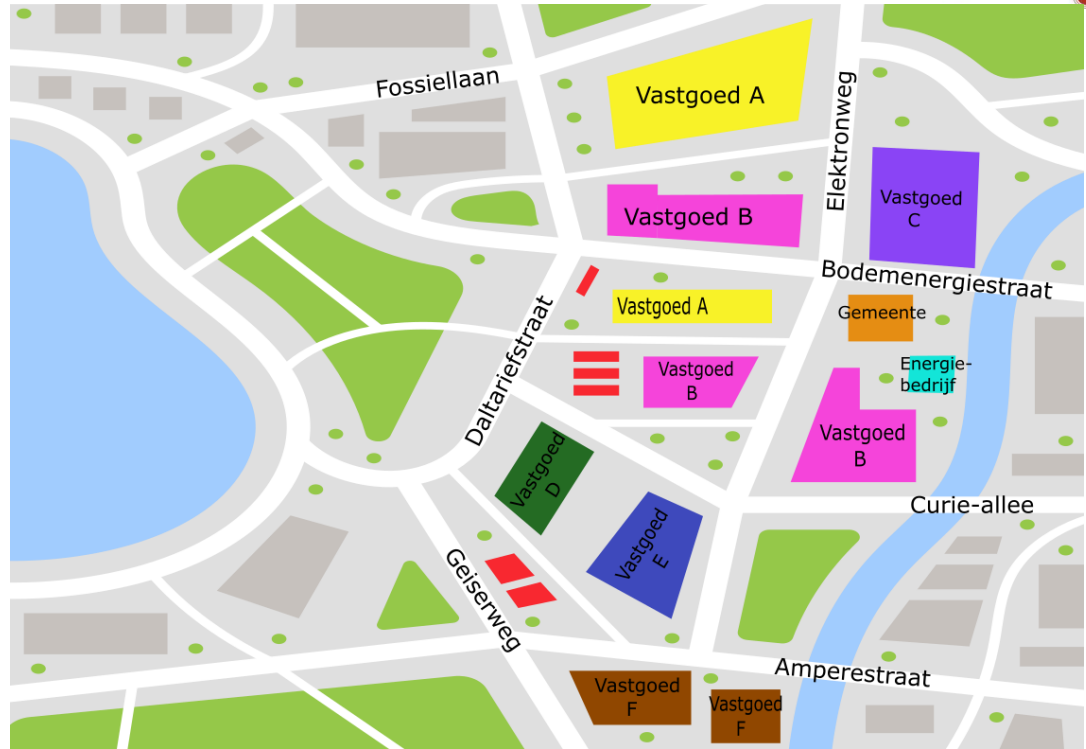 Fossiellaan
Vastgoed A
Elektronweg
Vastgoed
C
Vastgoed B
Bodemenergiestraat
Vastgoed A
Gemeente
Daltariefstraat
Vastgoed
B
Energie-
bedrijf
Vastgoed
B
Vastgoed
D
Curie-allee
Vastgoed
E
Geiserweg
Amperestraat
Vastgoed
F
Vastgoed
F